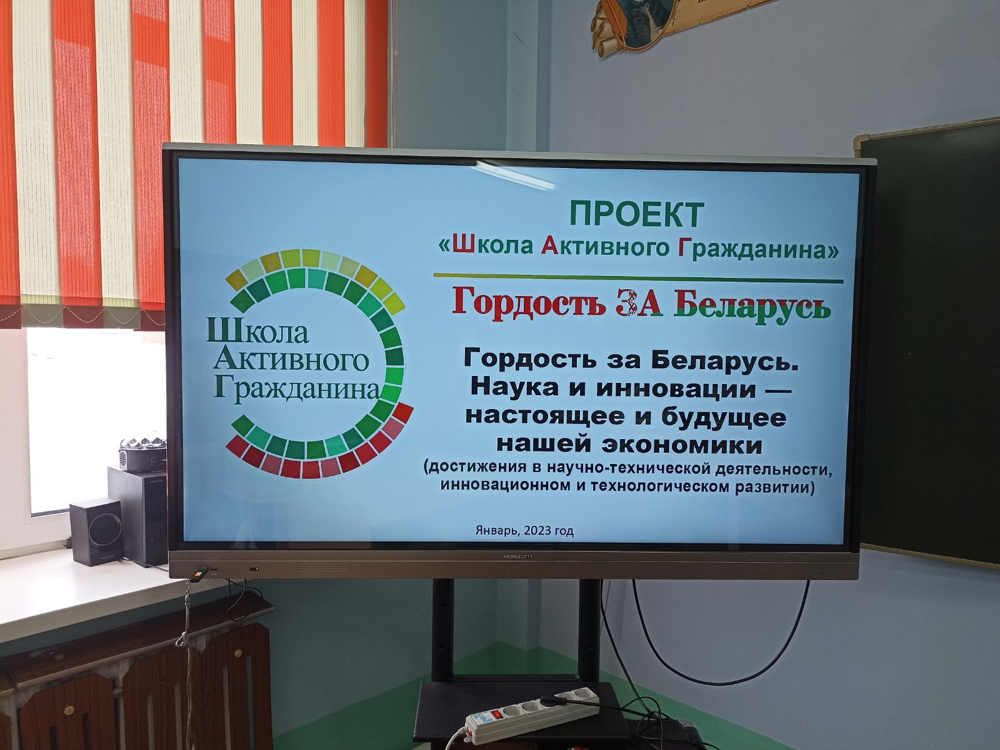 ПРОЕКТ
«Школа Активного Гражданина»
Гордость ЗА Беларусь
Школа
Активного
Гражданина
Гордость за Беларусь.
Наука и инновации —
настоящее и будущее
нашей экономики
(достижения в научно-технической деятельности,
инновационном и технологическом развитии)
Январь, 2023 год
HORIZONT